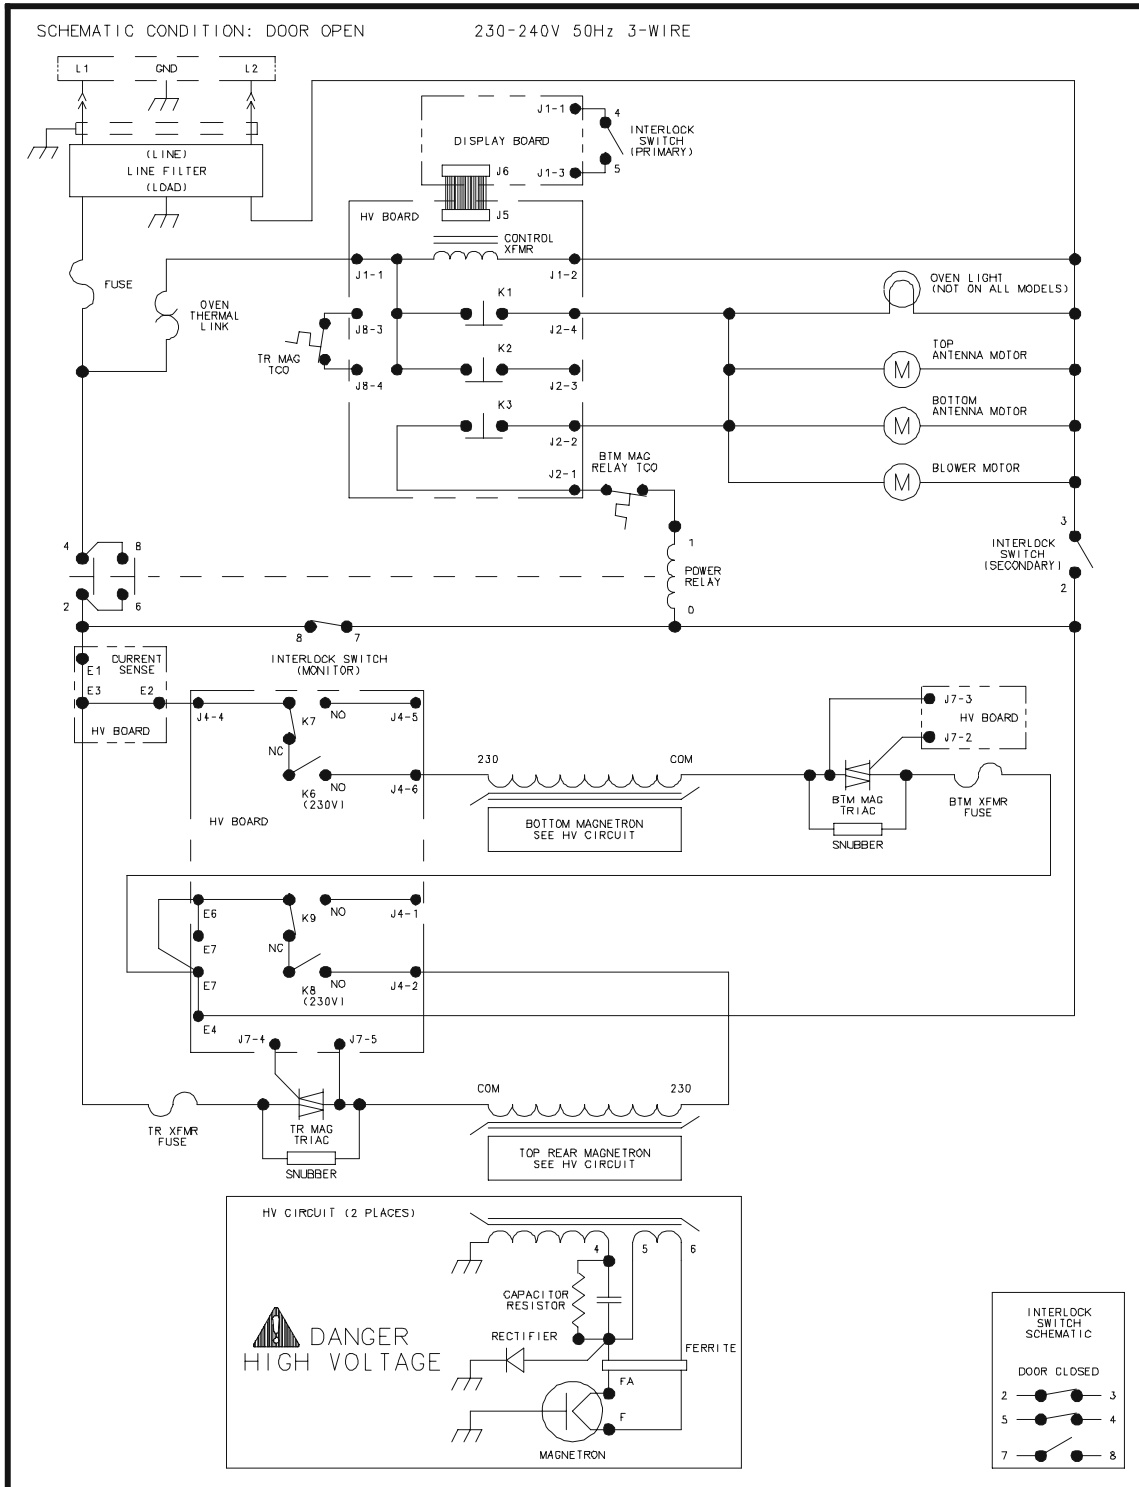 SCHEMATIC CONDITION: DOOR OPEN
230-240V 50Hz 3-WIRE
L1 GND L2
(LINE)
LINE FILTER
(LOAD)
DISPLAY BOARD
J1-1
J1-3
4
5
INTERLOCK
SWITCH
(PRIMARY)
J6
J5
HV BOARD
CONTROL
XFMR
J1-1
J1-2
FUSE
OVEN
THERMAL
LINK
TR MAG
TCO
J8-3
J8-4
K1
J2-4
K2
J2-3
K3
J2-2
J2-1
OVEN LIGHT
(NOT ON ALL MODELS)
TOP
ANTENNA MOTOR
M
BOTTOM
ANTENNA MOTOR
M
BLOWER MOTOR
M
BTM MAG
RELAY TCO
3
INTERLOCK
SWITCH
(SECONDARY)
2
4 8
2 6
1
POWER
RELAY
0
8 7
INTERLOCK SWITCH
(MONITOR)
CURRENT
SENSE
E1
E3 E2
HV BOARD
J4-4
K7
NO
J4-5
NC
K6
(230V)
NO
J4-6
HV BOARD
230 COM
BOTTOM MAGNETRON
SEE HV CIRCUIT
J7-3
HV BOARD
J7-2
BTM MAG
TRIAC
SNUBBER
BTM XFMR
FUSE
E6
K9
NO
J4-1
E7
NC
E7
K8
(230V)
NO
J4-2
E4
J7-4 J7-5
TR XFMR
FUSE
TR MAG
TRIAC
SNUBBER
COM 230
TOP REAR MAGNETRON
SEE HV CIRCUIT
HV CIRCUIT (2 PLACES)
4 5 6
CAPACITOR
RESISTOR
RECTIFIER
FERRITE
FA
F
MAGNETRON
! DANGER
HIGH VOLTAGE
INTERLOCK
SWITCH
SCHEMATIC
DOOR CLOSED
2 3
5 4
7 8